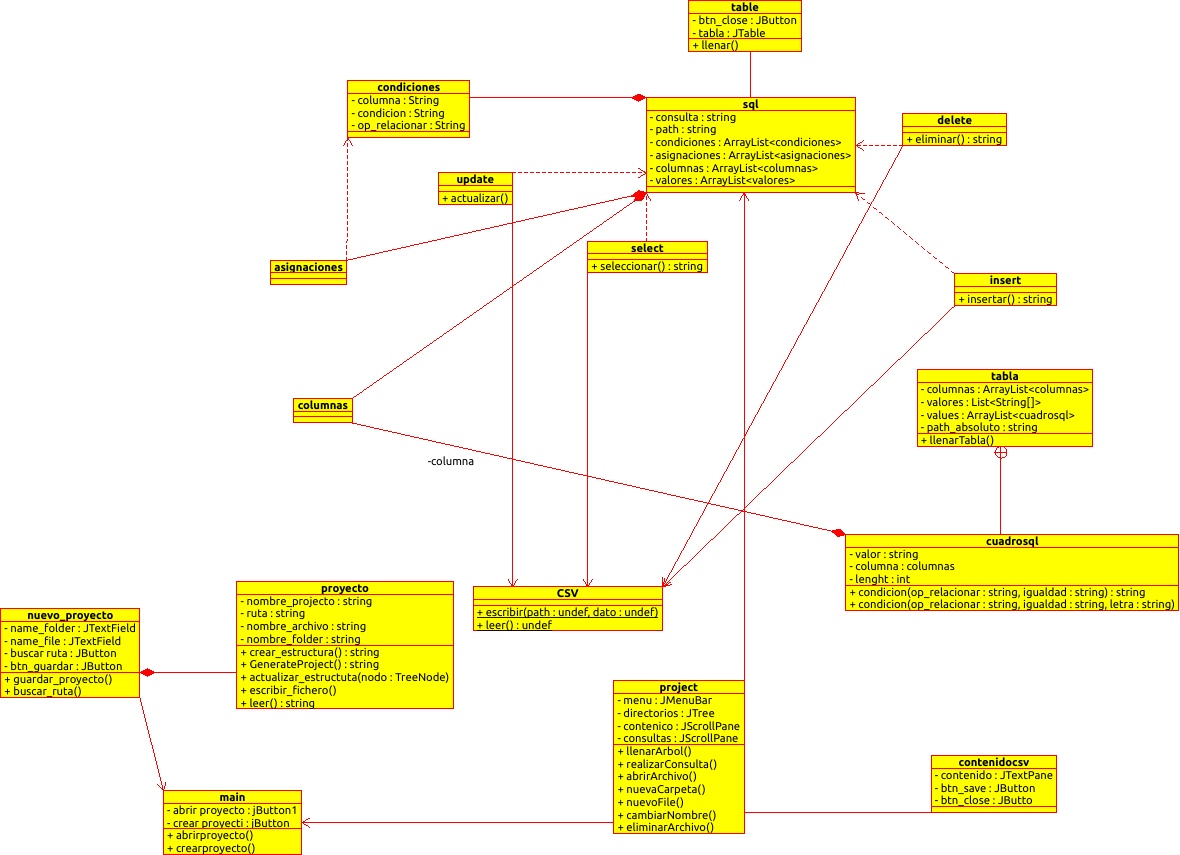 table
- btn_close : JButton
- tabla : JTable
+ llenar()
condiciones
- columna : String
- condicion : String
- op_relacionar : String
sql
- consulta : string
- path : string
- condiciones : ArrayList<condiciones>
- asignaciones : ArrayList<asignaciones>
- columnas : ArrayList<columnas>
- valores : ArrayList<valores>
delete
+ eliminar() : string
update
+ actualizar()
select
+ seleccionar() : string
asignaciones
insert
+ insertar() : string
tabla
- columnas : ArrayList<columnas>
- valores : List<String[]>
- values : ArrayList<cuadrosql>
- path_absoluto : string
+ llenarTabla()
columnas
-columna
cuadrosql
- valor : string
- columna : columnas
- lenght : int
+ condicion(op_relacionar : string, igualdad : string) : string
+ condicion(op_relacionar : string, igualdad : string, letra : string)
CSV
+ escribir(path : undef, dato : undef)
+ leer() : undef
proyecto
- nombre_projecto : string
- ruta : string
- nombre_archivo : string
- nombre_folder : string
+ crear_estructura() : string
+ GenerateProject() : string
+ actualizar_estructuta(nodo : TreeNode)
+ escribir_fichero()
+ leer() : string
nuevo_proyecto
- name_folder : JTextField
- name_file : JTextField
- buscar ruta : JButton
- btn_guardar : JButton
+ guardar_proyecto()
+ buscar_ruta()
project
- menu : JMenuBar
- directorios : JTree
- contenico : JScrollPane
- consultas : JScrollPane
+ llenarArbol()
+ realizarConsulta()
+ abrirArchivo()
+ nuevaCarpeta()
+ nuevoFile()
+ cambiarNombre()
+ eliminarArchivo()
contenidocsv
- contenido : JTextPane
- btn_save : JButton
- btn_close : JButto
main
- abrir proyecto : jButton1
- crear proyecti : jButton
+ abrirproyecto()
+ crearproyecto()